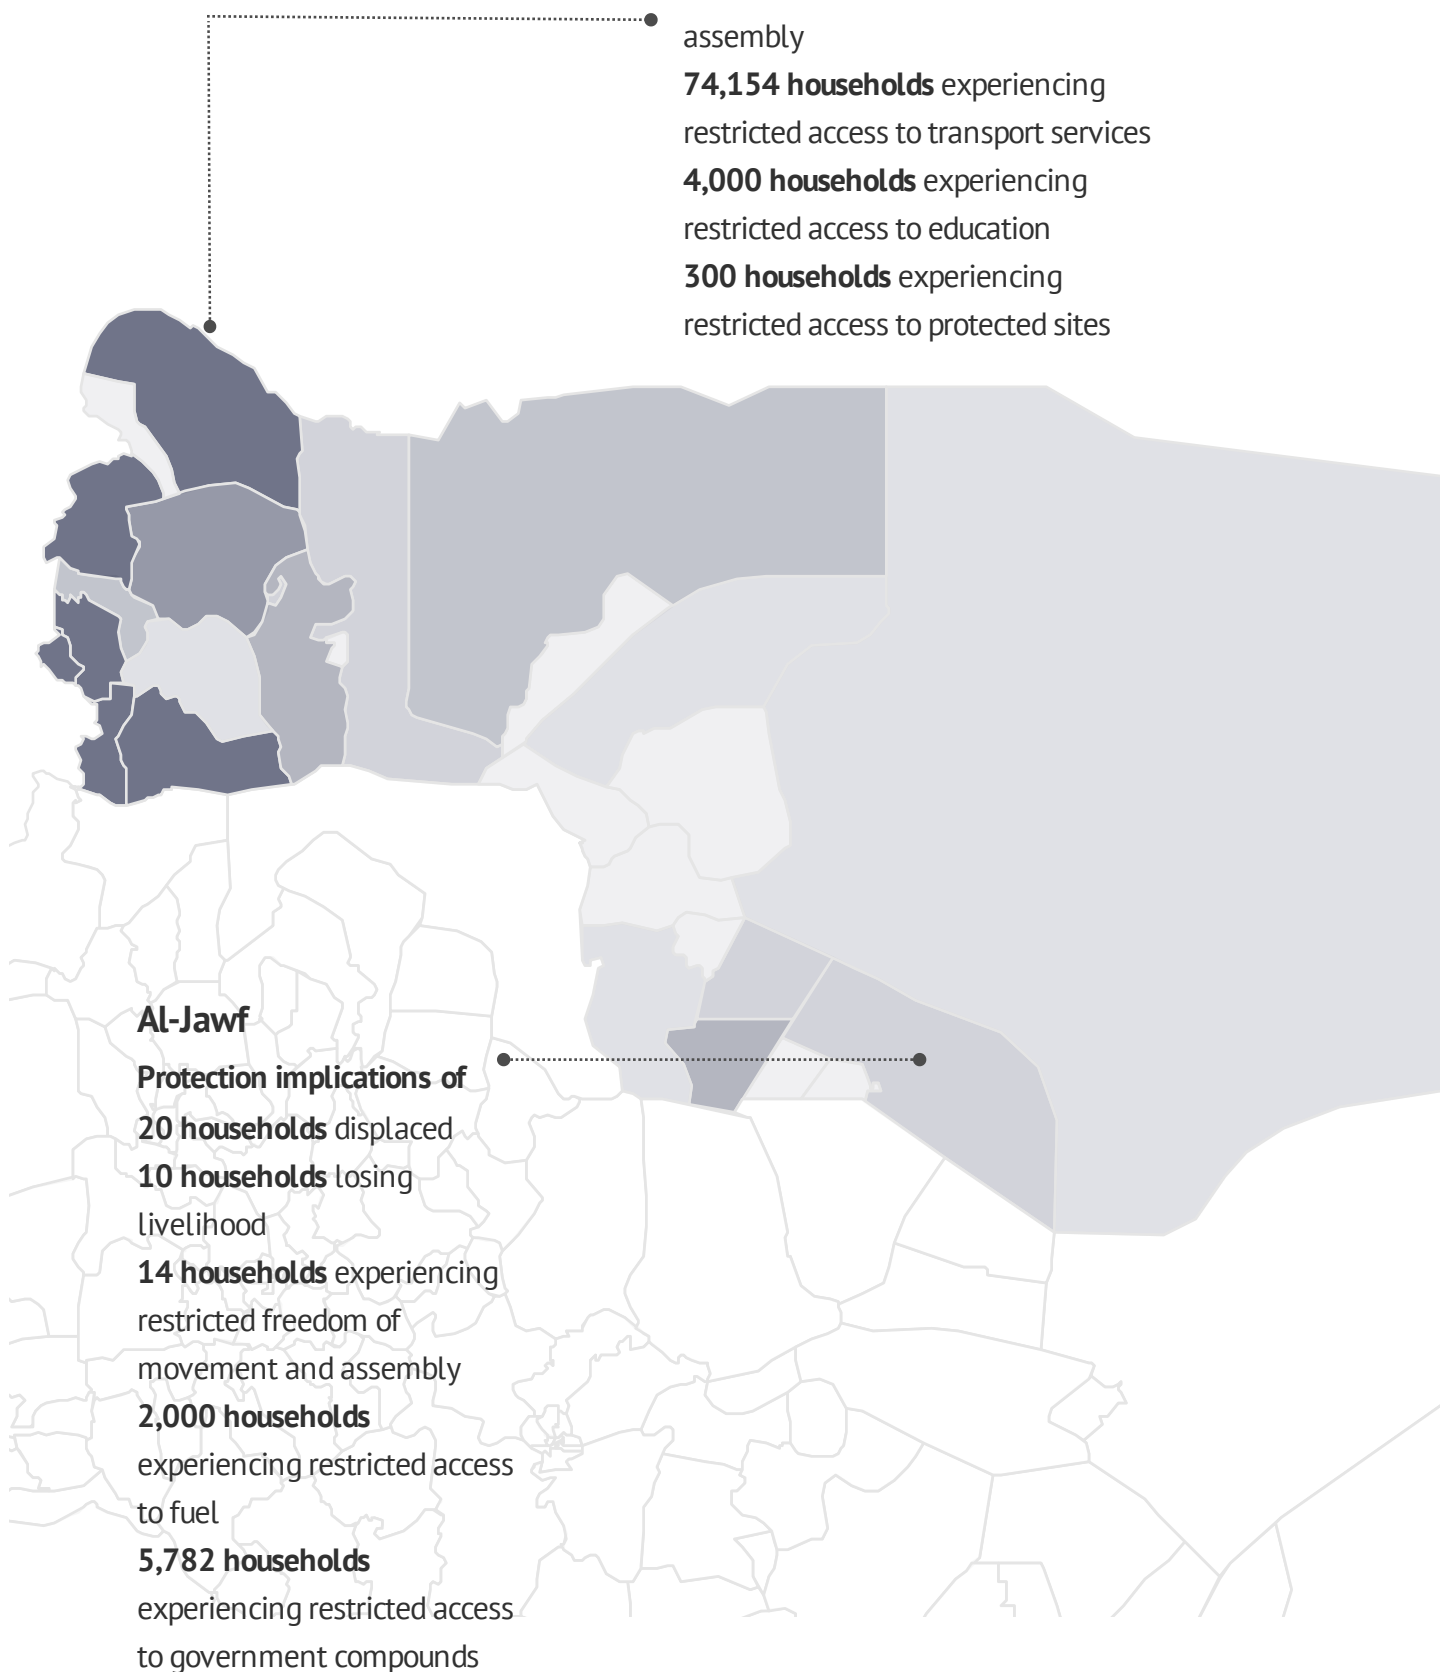 assembly
74,154 households experiencing
restricted access to transport services
4,000 households experiencing
restricted access to education
300 households experiencing
restricted access to protected sites
Al-Jawf
Protection implications of
20 households displaced
10 households losing
livelihood
14 households experiencing
restricted freedom of
movement and assembly
2,000 households
experiencing restricted access
to fuel
5,782 households
experiencing restricted access
to government compounds